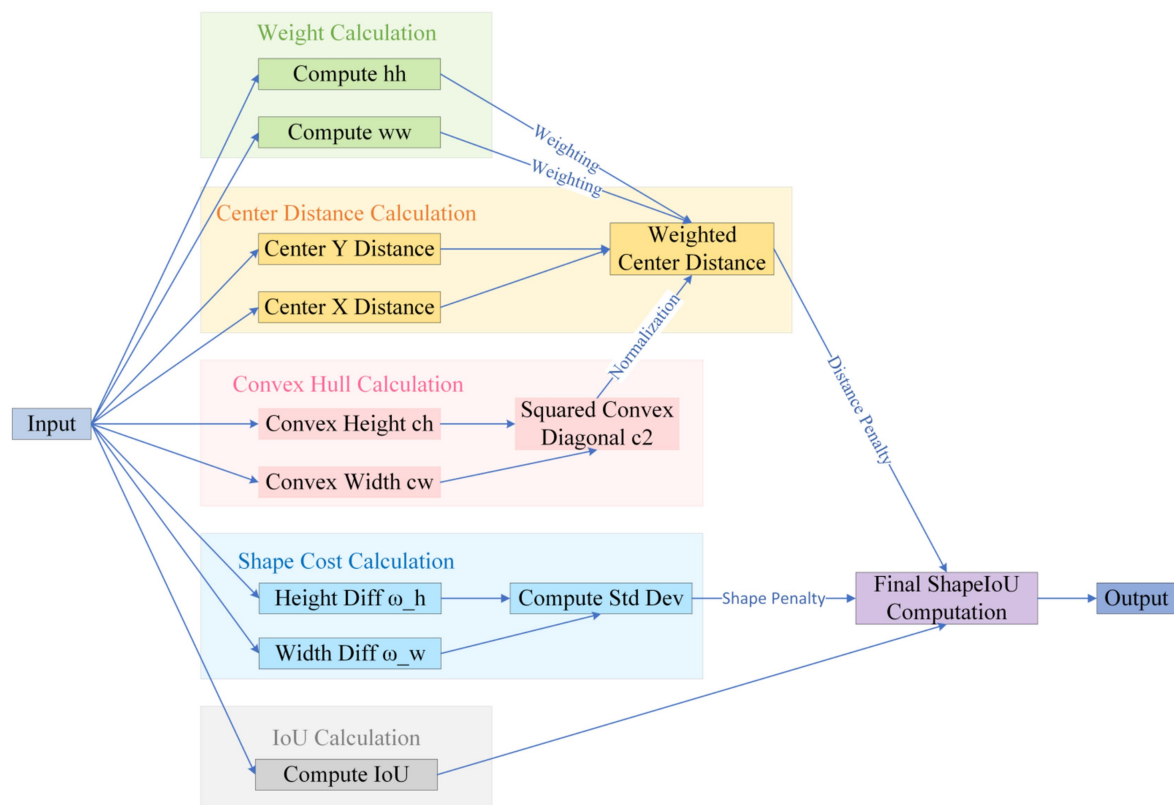 Weight Calculation
Compute hh
Compute ww
Weighting
Weighting
Center Distance Calculation
Center Y Distance
Center X Distance
Weighted
Center Distance
Normalization
Distance Penalty
Convex Hull Calculation
Input
Convex Height ch
Convex Width cw
Squared Convex
Diagonal c2
Shape Cost Calculation
Height Diff ω_h
Width Diff ω_w
Compute Std Dev
Shape Penalty
Final ShapeIoU
Computation
Output
IoU Calculation
Compute IoU